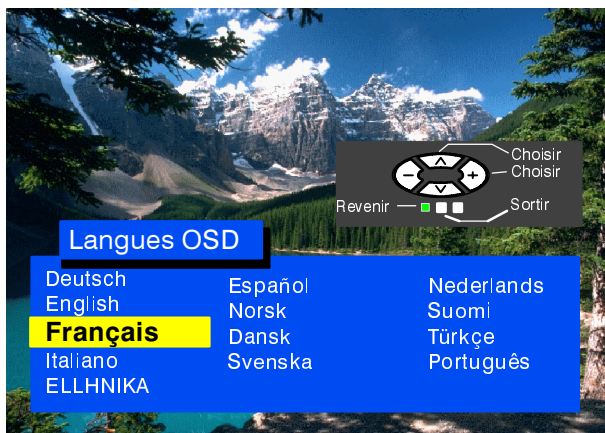 Choisir
Choisir
Revenir
Sortir
Langues OSD
Deutsch
English
Français
Italiano
ELLHNIKA
Español
Norsk
Dansk
Svenska
Nederlands
Suomi
Türkçe
Português